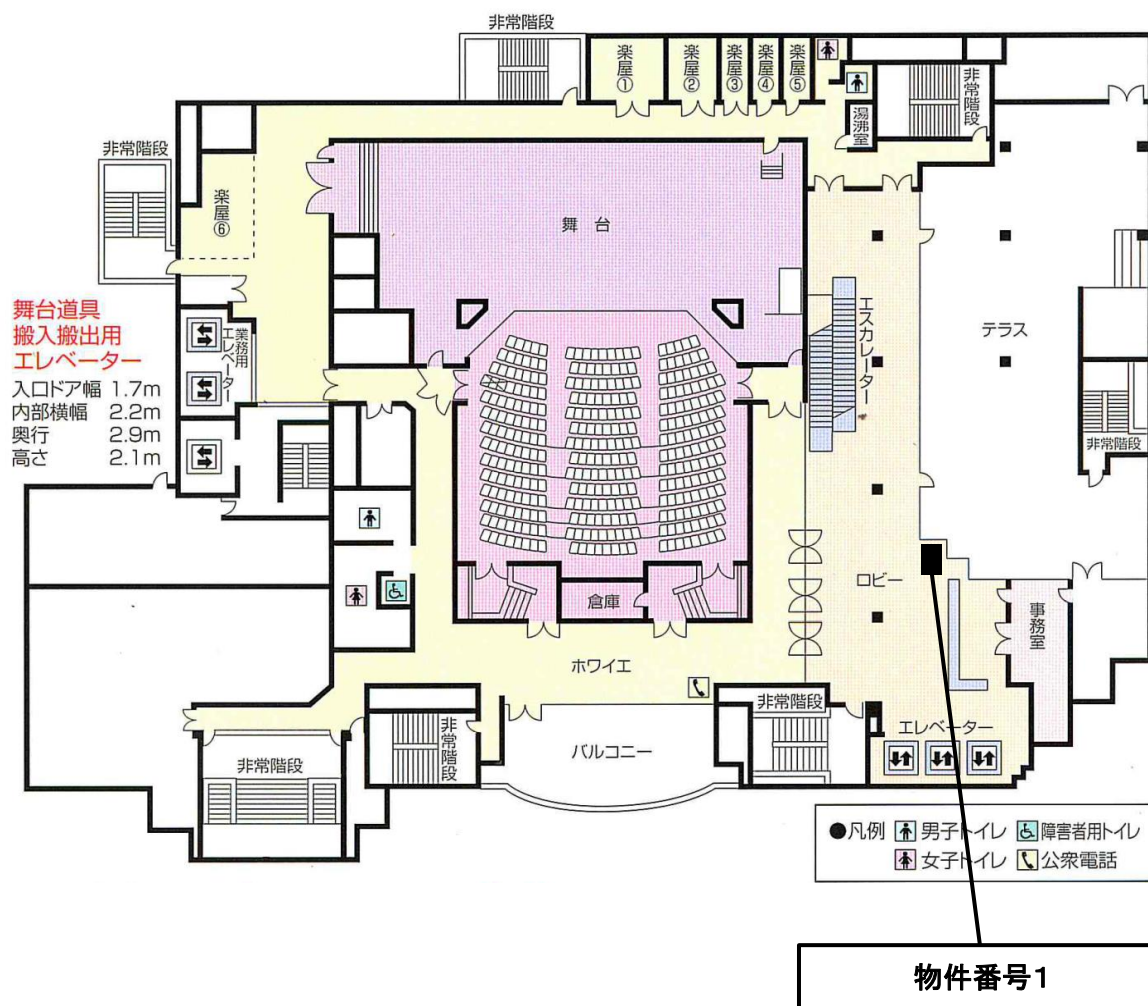 非常階段
楽屋①
楽屋②
楽屋③
楽屋④
楽屋⑤
非常階段
湯沸室
非常階段
楽屋⑥
舞 台
エスカレーター
テラス
舞台道具
搬入搬出用
エレベーター
入口ドア幅 1.7m
内部横幅 2.2m
奥行 2.9m
高さ 2.1m
業務用
エレベーター
非常階段
倉庫
ロビー
事務室
ホワイエ
非常階段
エレベーター
バルコニー
非常階段
非常階段
●凡例 男子トイレ 障害者用トイレ
女子トイレ 公衆電話
物件番号1